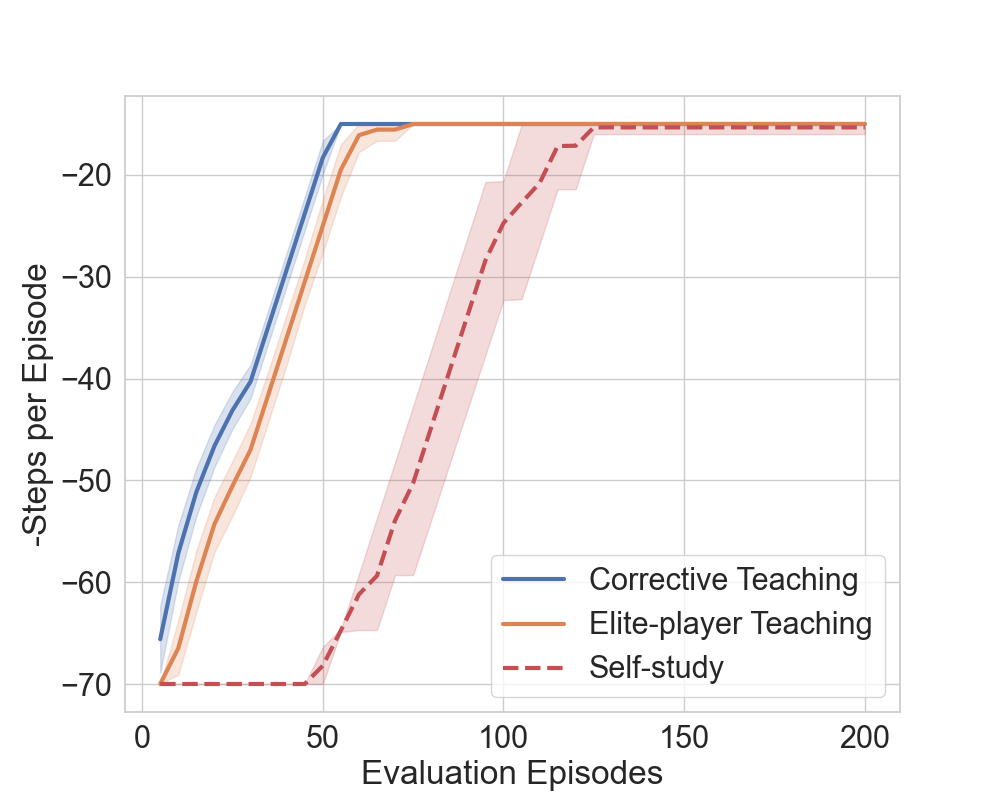 -Steps per Episode
−20
−30
−40
−50
−60
−70
0 50 100 150 200
Evaluation Episodes
Corrective Teaching
Elite-player Teaching
Self-study